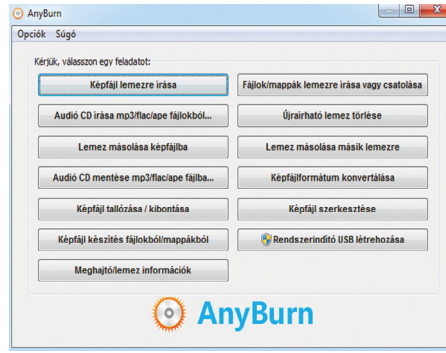 AnyBurn
Opciók Súgó
Kérjük, válasszon egy feladatot:
Képfájl lemezre írása
Fájlok/mappák lemezre írása vagy csatolása
Audió CD írása mp3/flac/ape fájlokból...
Újraírható lemez törlése
Lemez másolása képfájlba
Lemez másolása másik lemezre
Audió CD mentése mp3/flac/ape fájlba...
Képfájlformátum konvertálása
Képfájl tallózása / kibontása
Képfájl szerkesztése
Képfájl készítés fájlokból/mappákból
Rendszerindító USB létrehozása
Meghajtó/lemez információk
AnyBurn